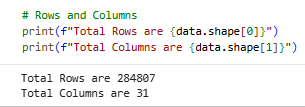 # Rows and Columns
print(f"Total Rows are {data.shape[0]}")
print(f"Total Columns are {data.shape[1]}")
Total Rows are 284807
Total Columns are 31